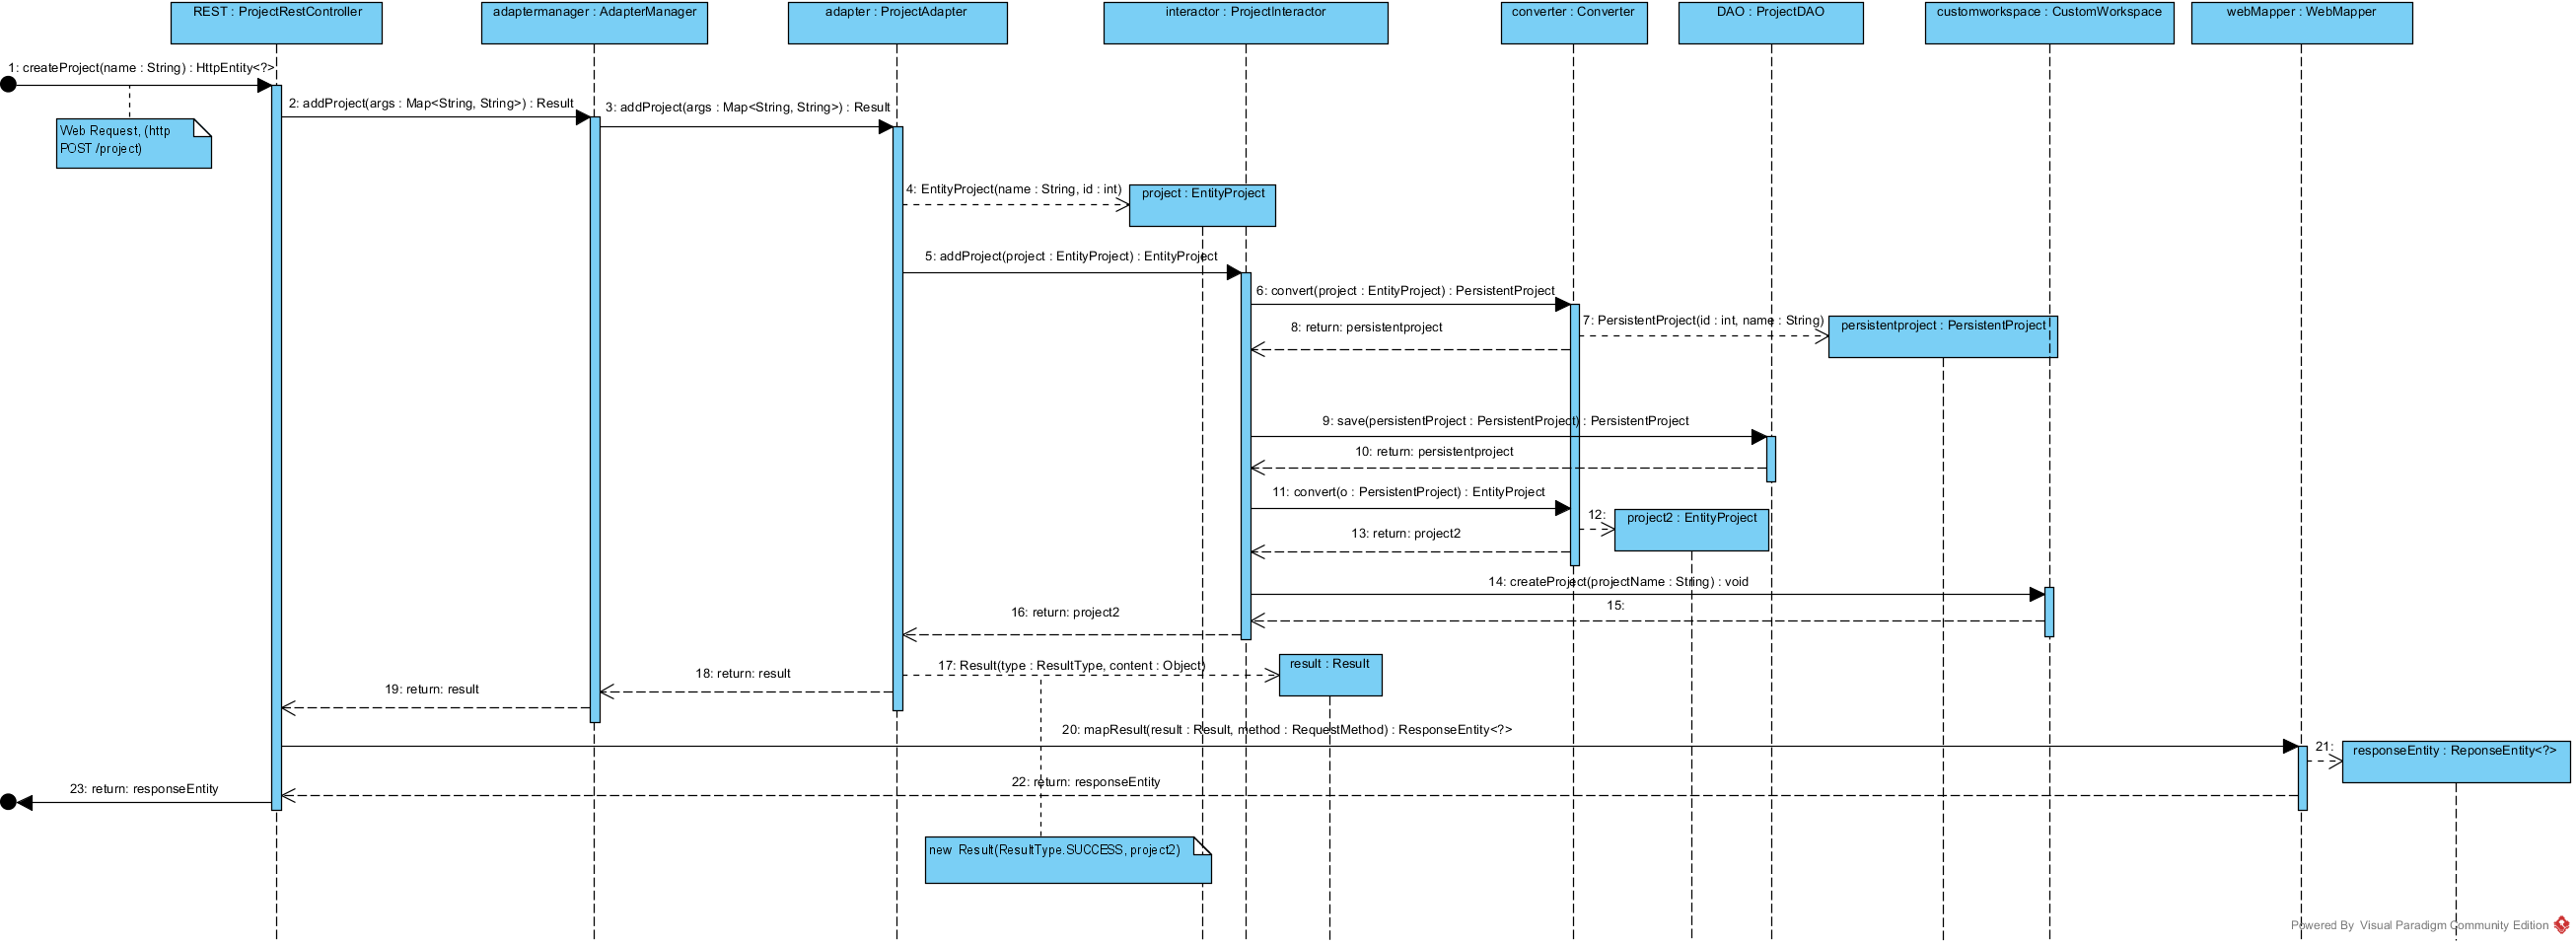 REST : ProjectRestController
adaptermanager : AdapterManager
adapter : ProjectAdapter
interactor : ProjectInteractor
converter : Converter
DAO : ProjectDAO
customworkspace : CustomWorkspace
webMapper : WebMapper
1: createProject(name : String) : HttpEntity<?>
Web Request, (http
POST /project)
2: addProject(args : Map<String, String>) : Result
3: addProject(args : Map<String, String>) : Result
4: EntityProject(name : String, id : int)
project : EntityProject
5: addProject(project : EntityProject) : EntityProject
6: convert(project : EntityProject) : PersistentProject
7: PersistentProject(id : int, name : String)
persistentproject : PersistentProject
8: return: persistentproject
9: save(persistentProject : PersistentProject) : PersistentProject
10: return: persistentproject
11: convert(o : PersistentProject) : EntityProject
12:
project2 : EntityProject
13: return: project2
14: createProject(projectName : String) : void
15:
16: return: project2
17: Result(type : ResultType, content : Object)
result : Result
18: return: result
19: return: result
20: mapResult(result : Result, method : RequestMethod) : ResponseEntity<?>
21:
responseEntity : ReponseEntity<?>
22: return: responseEntity
23: return: responseEntity
new Result(ResultType.SUCCESS, project2)
Powered By Visual Paradigm Community Edition